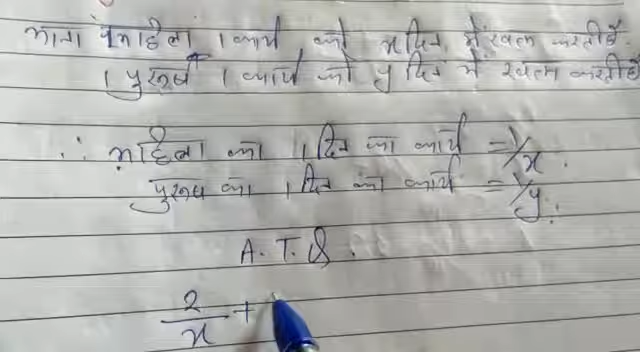 माना 1 महिला 1 कार्य को x दिन में खत्म करती है
1 पुरूष 1 कार्य को y दिन में खत्म करती है
∴ महिला का 1 दिन का कार्य = 1/x.
पुरूष का 1 दिन का कार्य = 1/y.
A.T.Q.
2/x +